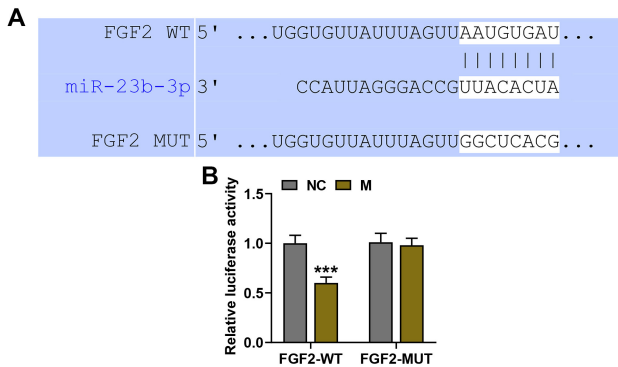 A
FGF2 WT 5' ...UGGUGUUAUUUAGUUAAUGUGAU...
miR-23b-3p 3' CCAUUAGGGACCGUUACACUA
FGF2 MUT 5' ...UGGUGUUAUUUAGUUGGCUCACG...
B
NC M
Relative luciferase activity
1.5
1.0
***
0.5
0.0
FGF2-WT FGF2-MUT